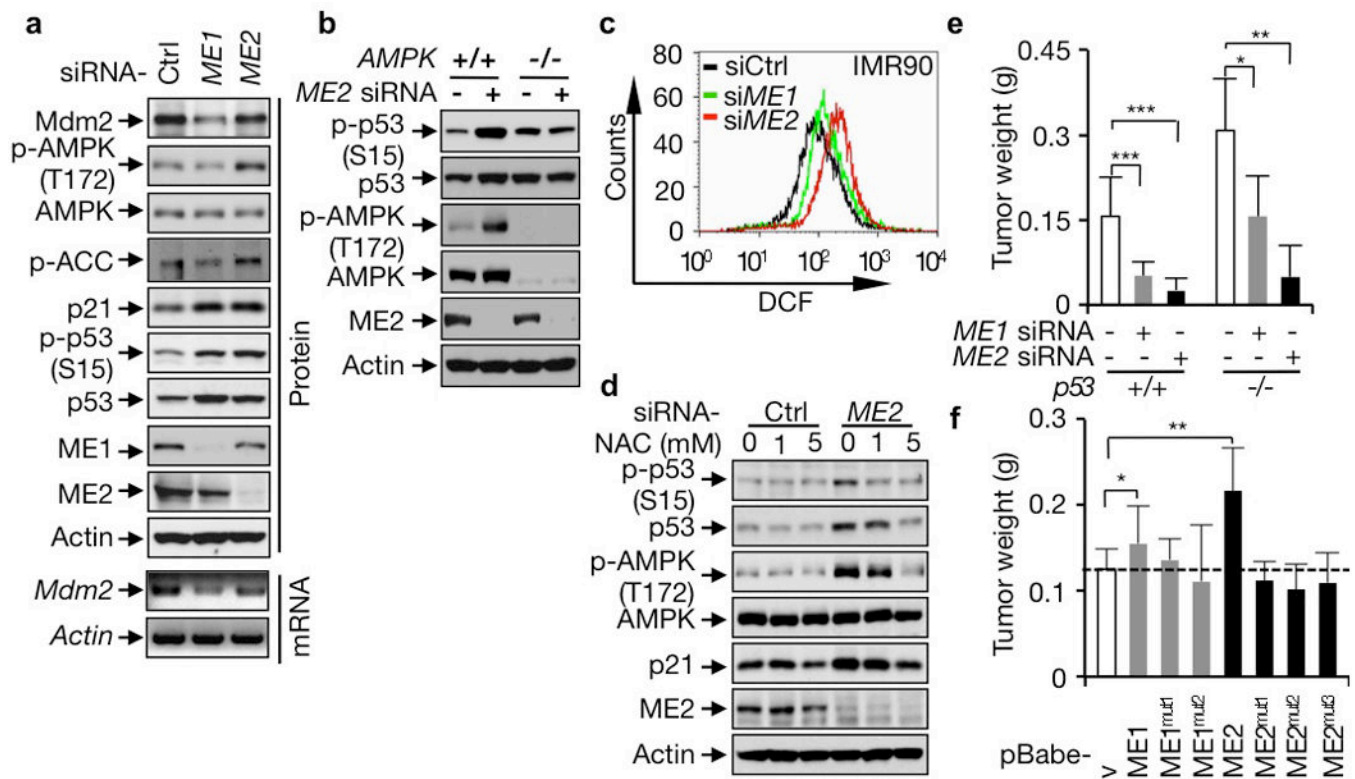 a
siRNA- Ctrl ME1 ME2
Mdm2
p-AMPK
(T172)
AMPK
p-ACC
p21
p-p53
(S15)
p53
ME1
ME2
Actin
Protein
Mdm2
Actin
mRNA
b
AMPK +/+ -/-
ME2 siRNA - + - +
p-p53
(S15)
p53
p-AMPK
(T172)
AMPK
ME2
Actin
c
Counts
80
60
40
20
0
siCtrl
siME1
siME2
IMR90
10⁰ 10¹ 10² 10³ 10⁴
DCF
d
siRNA- Ctrl ME2
NAC (mM) 0 1 5 0 1 5
p-p53
(S15)
p53
p-AMPK
(T172)
AMPK
p21
ME2
Actin
e
Tumor weight (g)
0.45
0.3
0.15
0
***
***
*
**
ME1 siRNA - + - - + -
ME2 siRNA - - + - - +
p53 +/+ -/-
f
Tumor weight (g)
0.3
0.2
0.1
0
*
**
pBabe- v ME1 ME1mut1 ME1mut2 ME2 ME2mut1 ME2mut2 ME2mut3